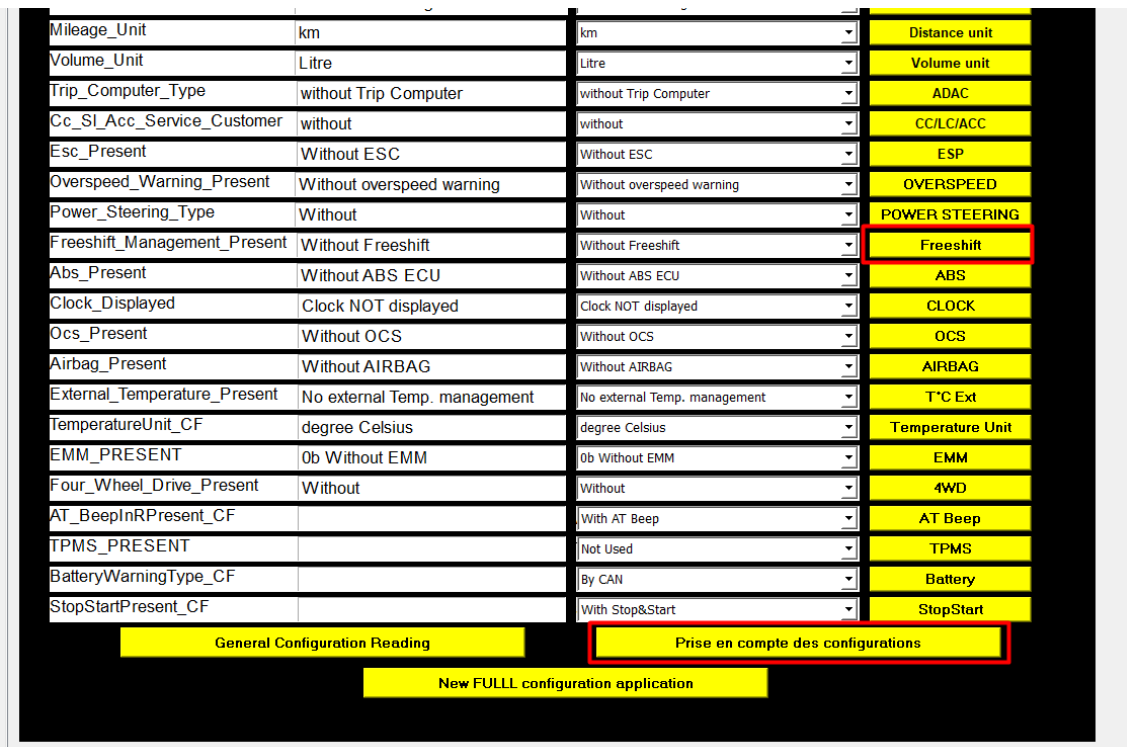 Mileage_Unit km km Distance unit
Volume_Unit Litre Litre Volume unit
Trip_Computer_Type without Trip Computer without Trip Computer ADAC
Cc_Sl_Acc_Service_Customer without without CC/LC/ACC
Esc_Present Without ESC Without ESC ESP
Overspeed_Warning_Present Without overspeed warning Without overspeed warning OVERSPEED
Power_Steering_Type Without Without POWER STEERING
Freeshift_Management_Present Without Freeshift Without Freeshift Freeshift
Abs_Present Without ABS ECU Without ABS ECU ABS
Clock_Displayed Clock NOT displayed Clock NOT displayed CLOCK
Ocs_Present Without OCS Without OCS OCS
Airbag_Present Without AIRBAG Without AIRBAG AIRBAG
External_Temperature_Present No external Temp. management No external Temp. management T°C Ext
TemperatureUnit_CF degree Celsius degree Celsius Temperature Unit
EMM_PRESENT 0b Without EMM 0b Without EMM EMM
Four_Wheel_Drive_Present Without Without 4WD
AT_BeepInRPresent_CF With AT Beep AT Beep
TPMS_PRESENT Not Used TPMS
BatteryWarningType_CF By CAN Battery
StopStartPresent_CF With Stop&Start StopStart
General Configuration Reading Prise en compte des configurations
New FULLL configuration application